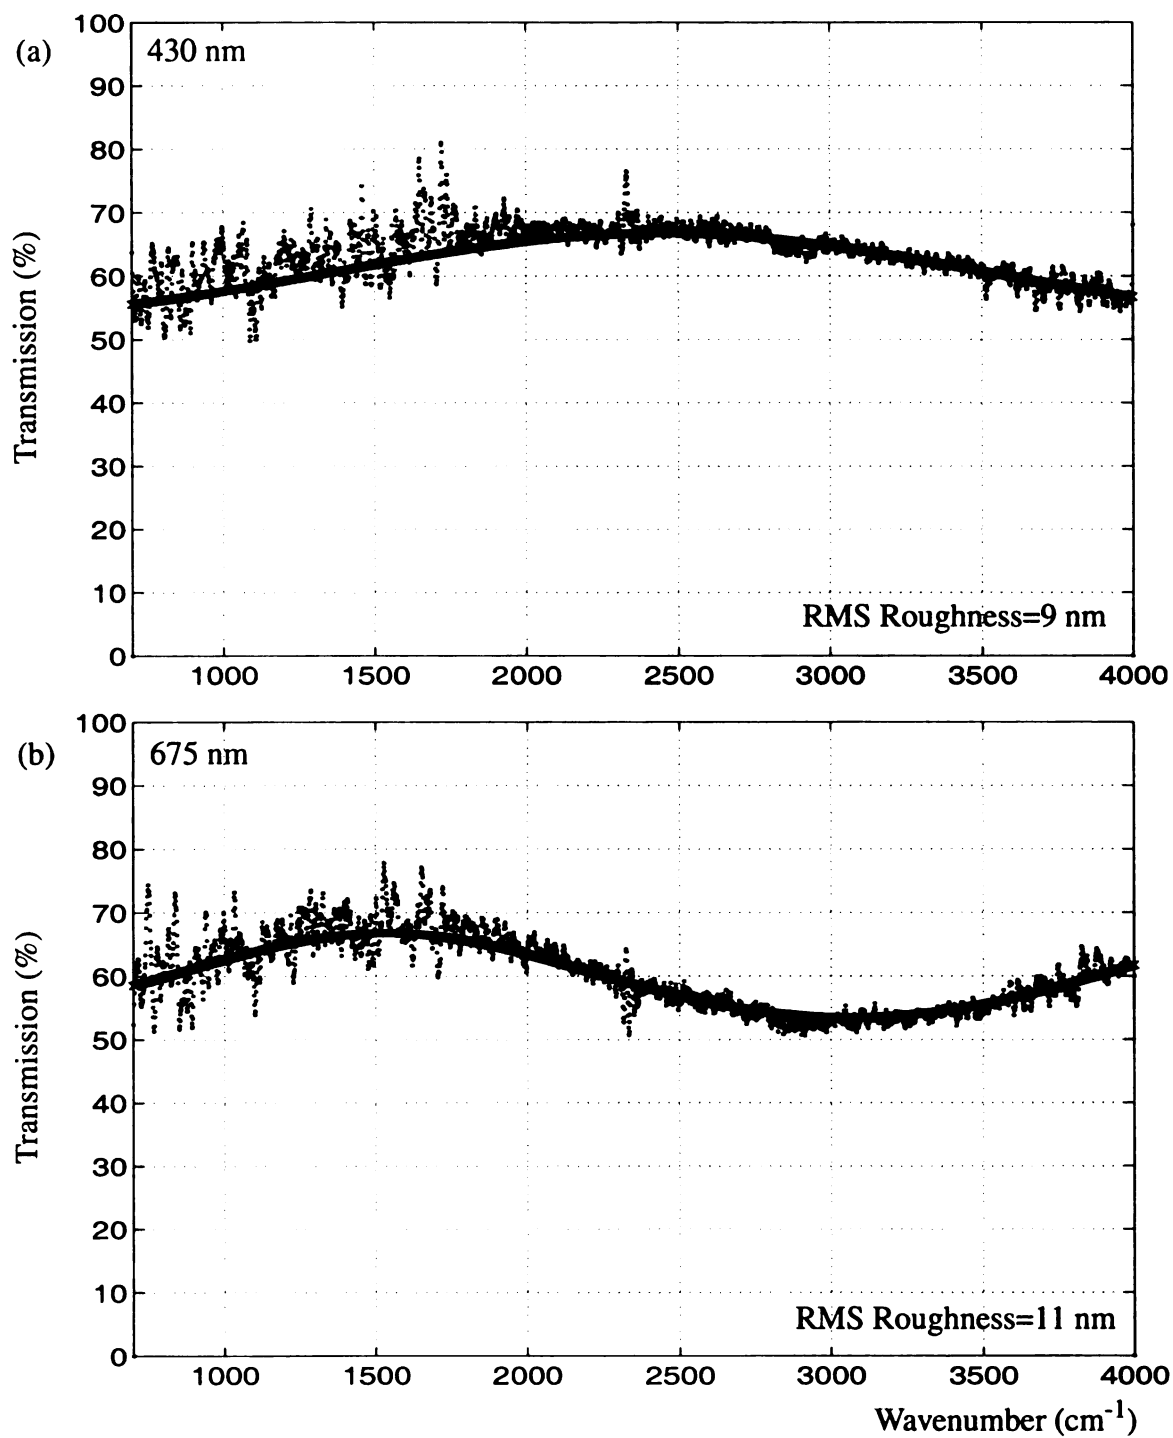 (a)
430 nm
Transmission (%)
100
90
80
70
60
50
40
30
20
10
0
RMS Roughness=9 nm
1000 1500 2000 2500 3000 3500 4000
(b)
675 nm
Transmission (%)
100
90
80
70
60
50
40
30
20
10
0
RMS Roughness=11 nm
1000 1500 2000 2500 3000 3500 4000
Wavenumber (cm⁻¹)